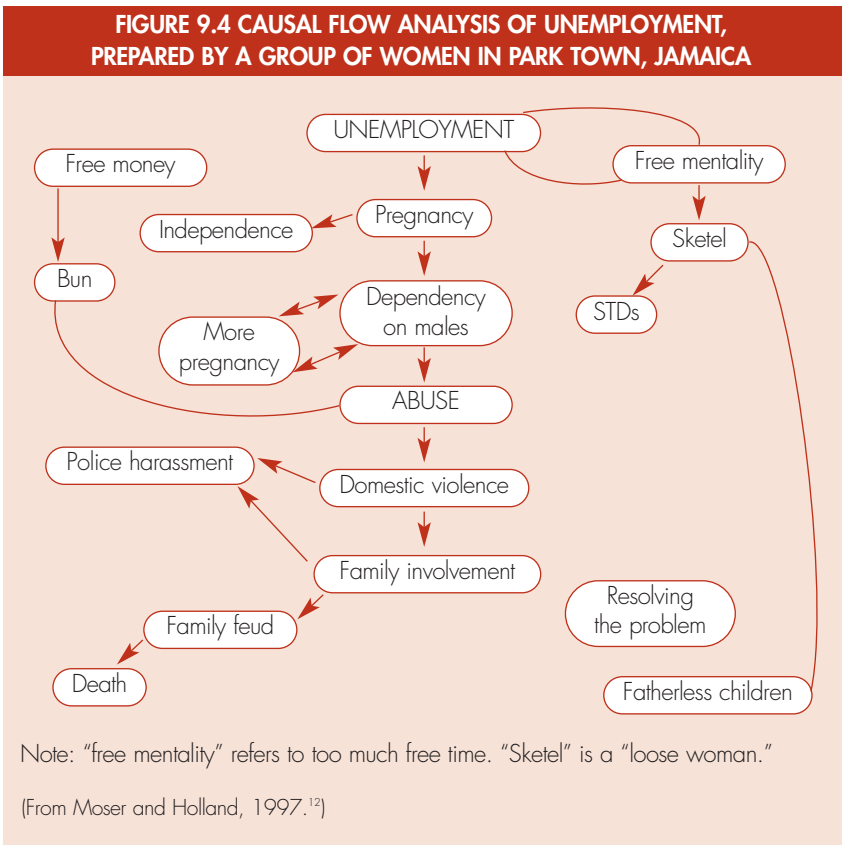 FIGURE 9.4 CAUSAL FLOW ANALYSIS OF UNEMPLOYMENT,
PREPARED BY A GROUP OF WOMEN IN PARK TOWN, JAMAICA
UNEMPLOYMENT
Free money
Free mentality
Pregnancy
Independence
Sketel
Bun
Dependency
on males
STDs
More
pregnancy
ABUSE
Police harassment
Domestic violence
Family involvement
Resolving
the problem
Family feud
Death
Fatherless children
Note: “free mentality” refers to too much free time. “Sketel” is a “loose woman.”
(From Moser and Holland, 1997.¹²)